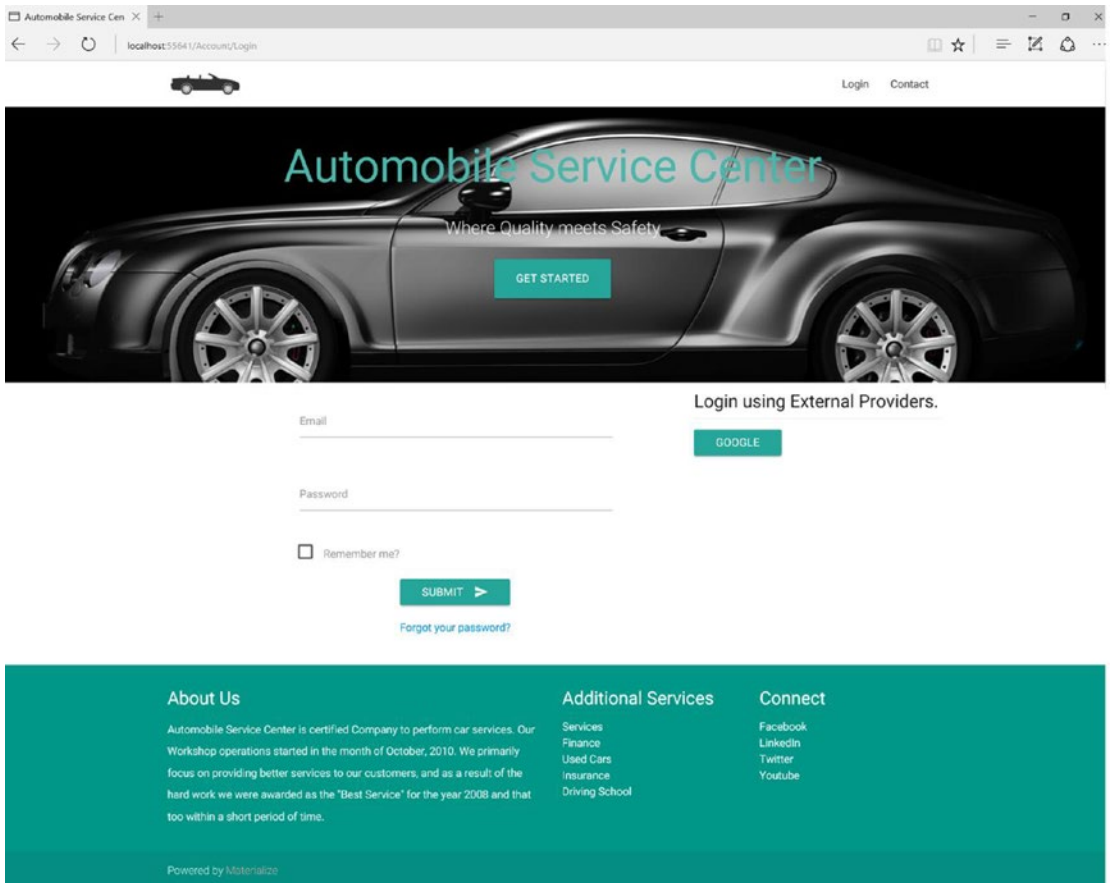 Automobile Service Cen
localhost:55641/Account/Login
Login
Contact
Automobile Service Center
Where Quality meets Safety
GET STARTED
Email
Password
Remember me?
SUBMIT
Forgot your password?
Login using External Providers.
GOOGLE
About Us
Automobile Service Center is certified Company to perform car services. Our
Workshop operations started in the month of October, 2010. We primarily
focus on providing better services to our customers, and as a result of the
hard work we were awarded as the "Best Service" for the year 2008 and that
too within a short period of time.
Additional Services
Services
Finance
Used Cars
Insurance
Driving School
Connect
Facebook
LinkedIn
Twitter
Youtube
Powered by Materialize